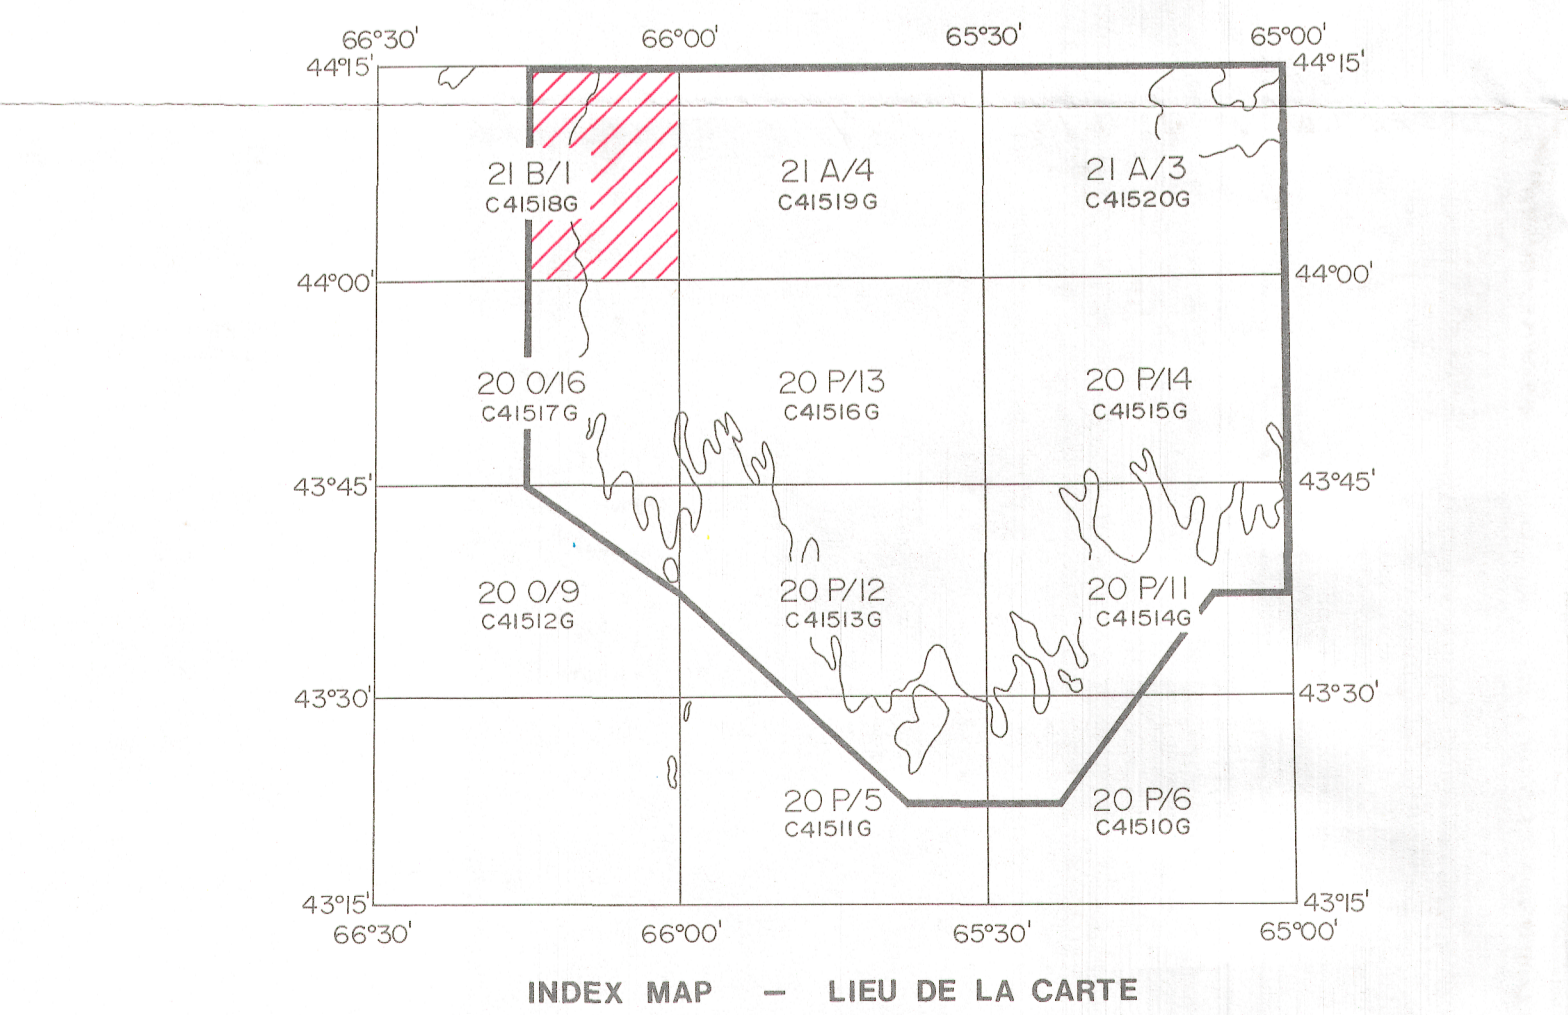 66°30' 66°00' 65°30' 65°00'
44°15' 44°15'
21 B/1 21 A/4 21 A/3
C41518G C41519G C41520G
44°00' 44°00'
20 O/16 20 P/13 20 P/14
C41517G C41516G C41515G
43°45' 43°45'
20 O/9 20 P/12 20 P/11
C41512G C41513G C41514G
43°30' 43°30'
20 P/5 20 P/6
C41511G C41510G
43°15' 43°15'
66°30' 66°00' 65°30' 65°00'
INDEX MAP — LIEU DE LA CARTE